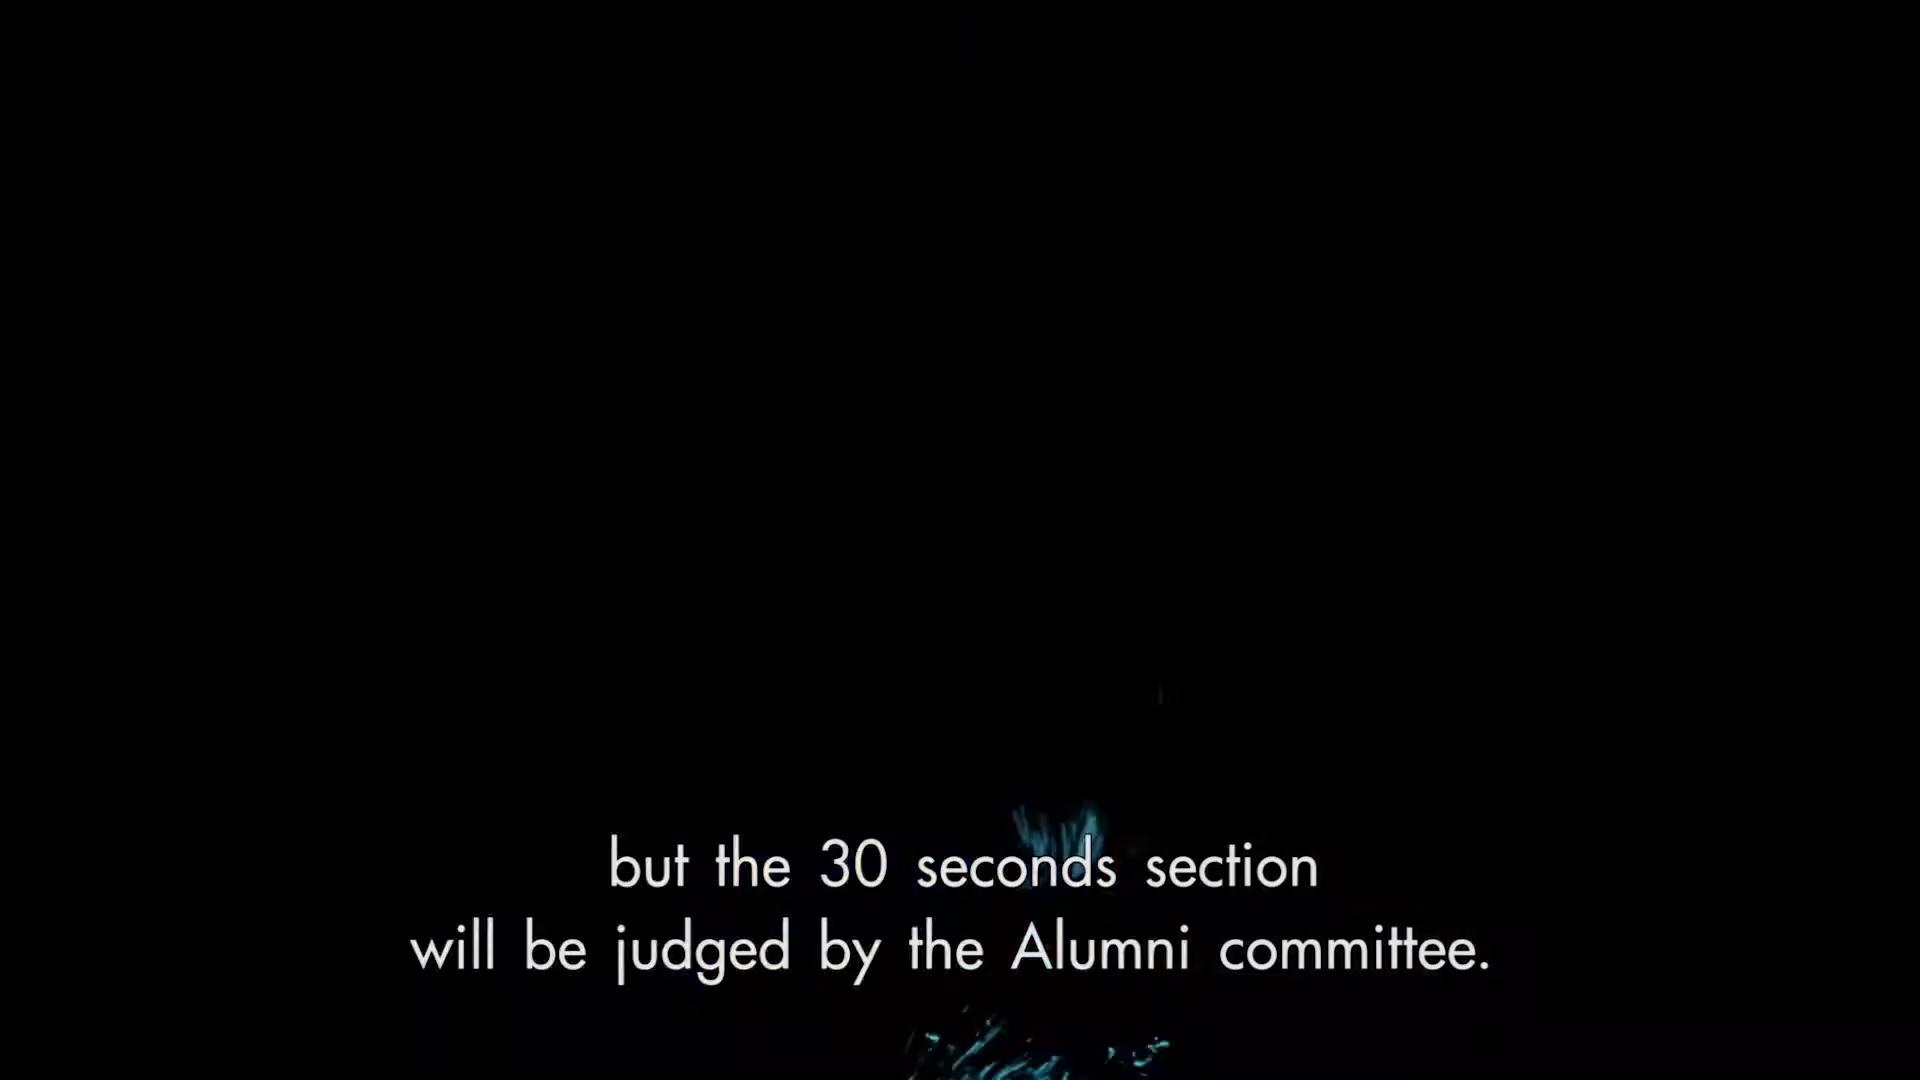 but the 30 seconds section
will be judged by the Alumni committee.